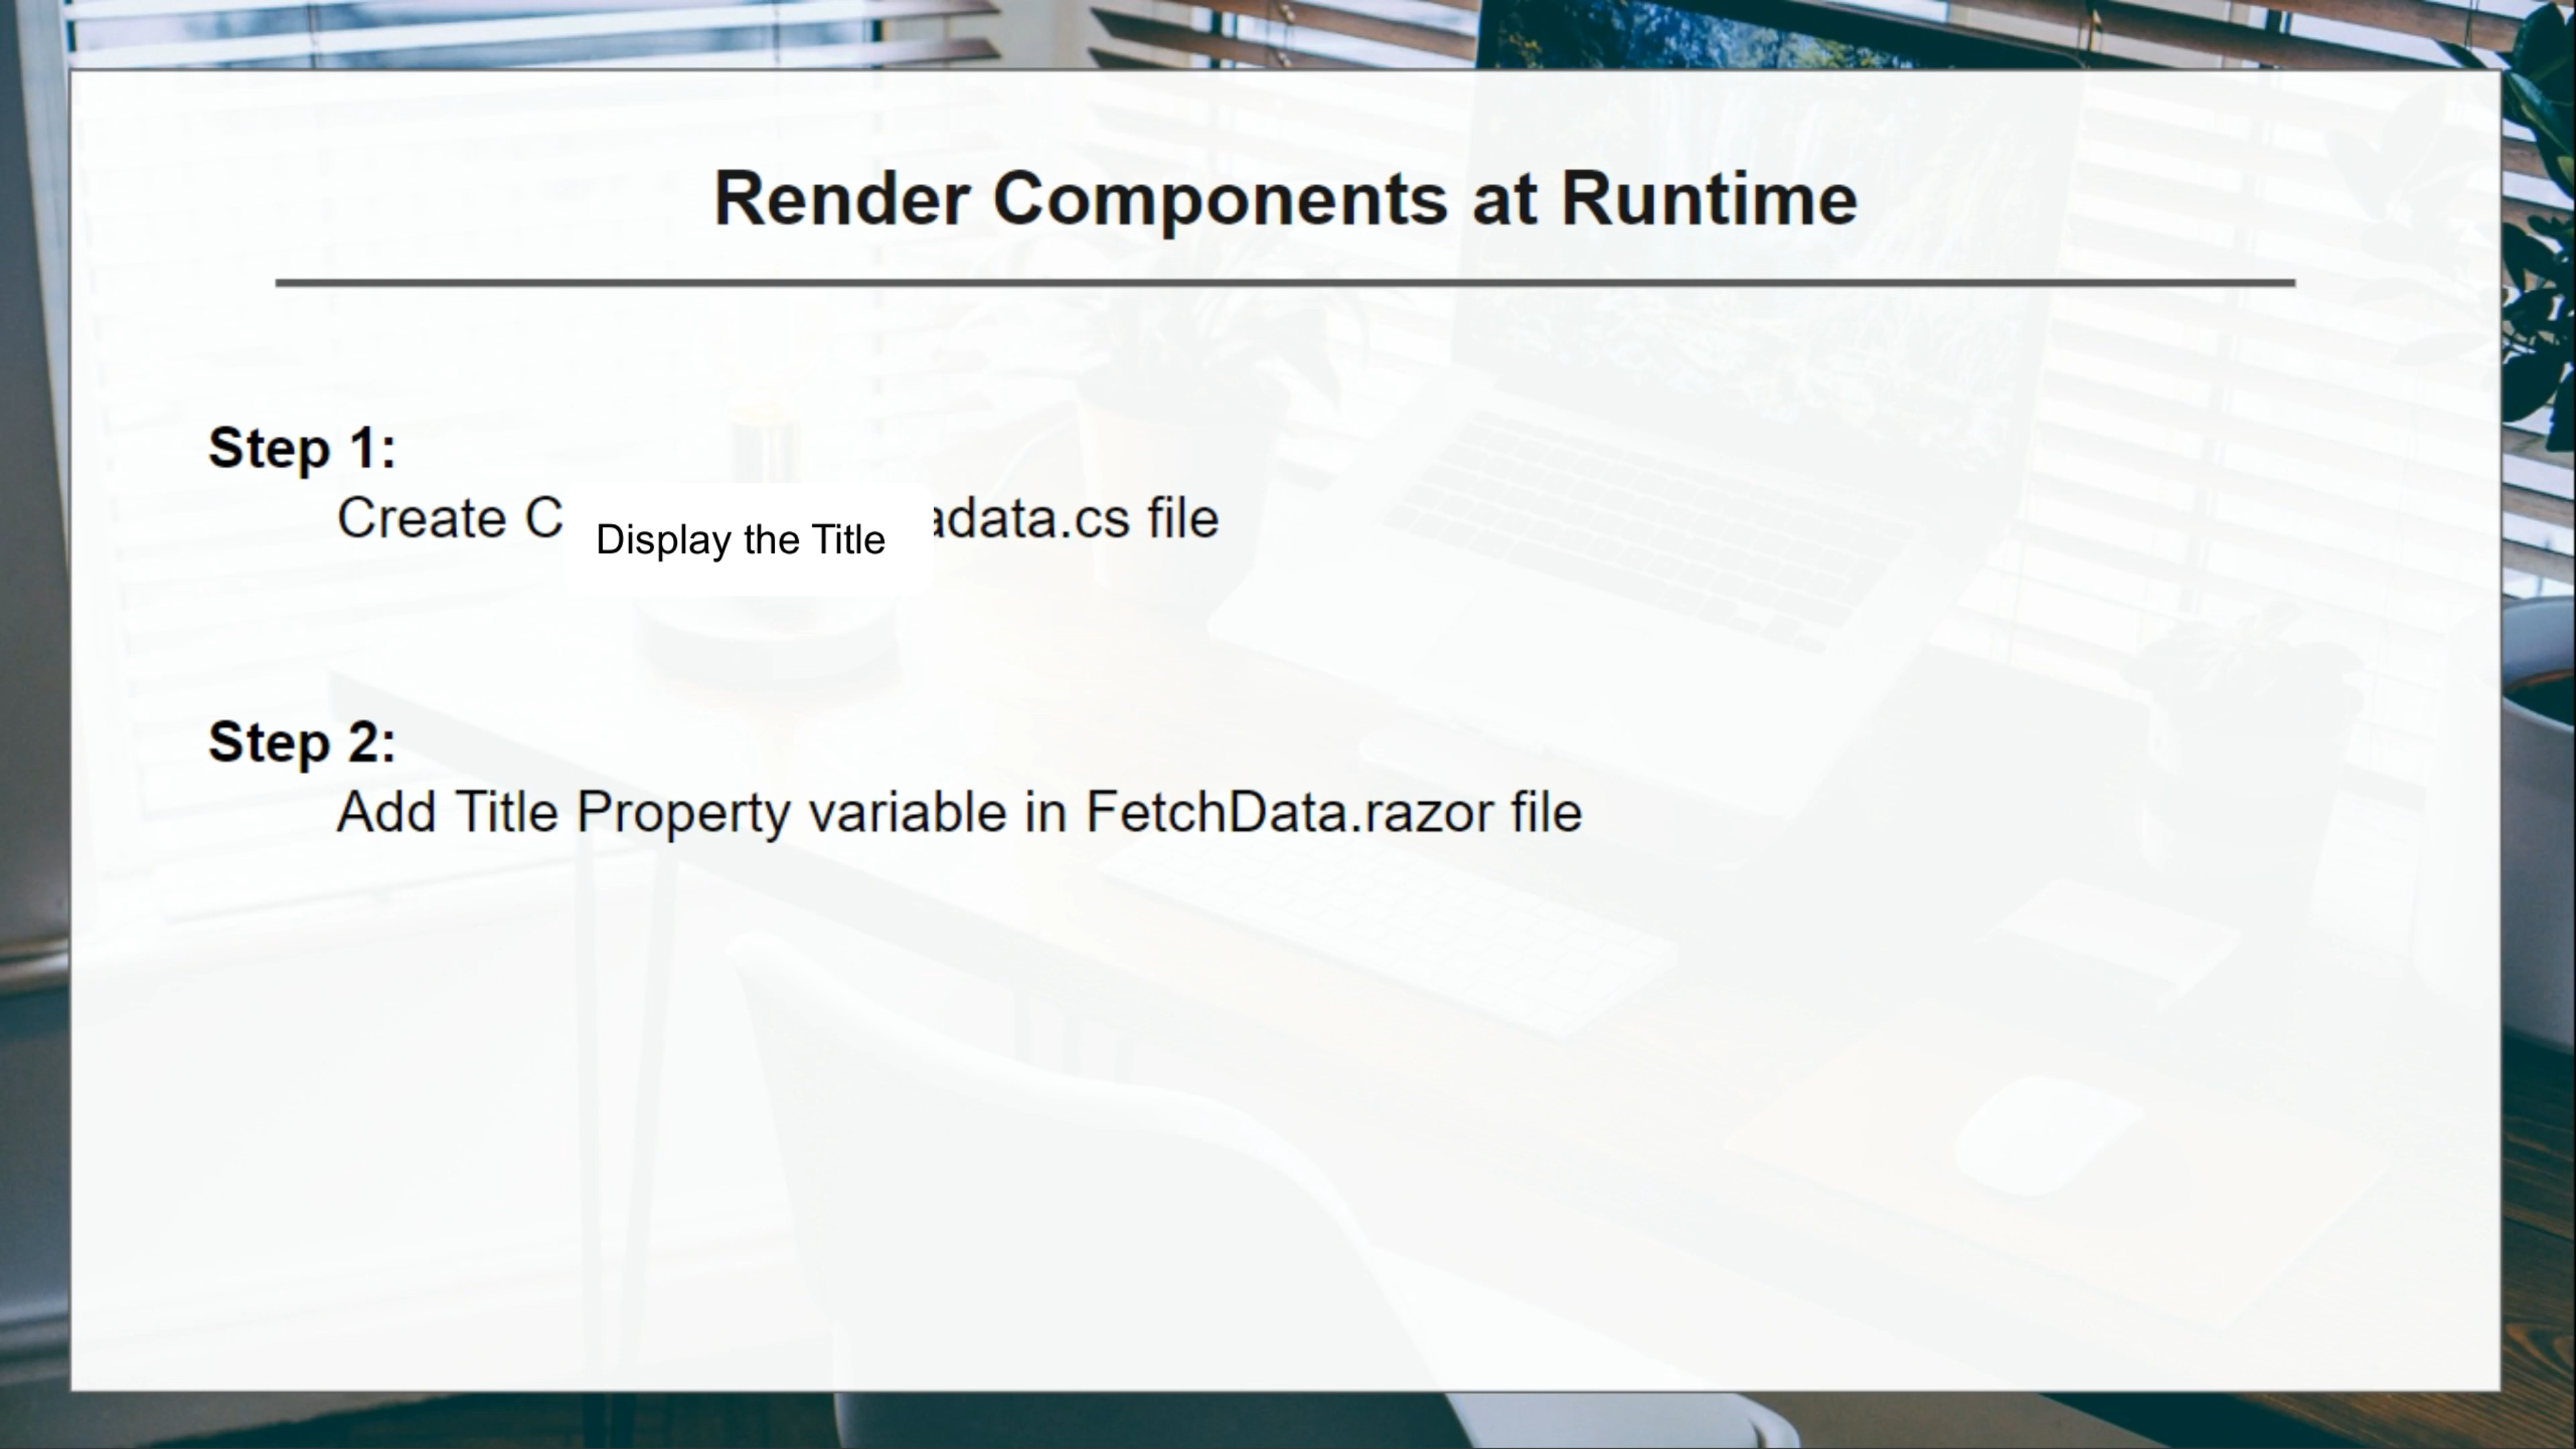 Render Components at Runtime
Step 1:
Create C adata.cs file
Display the Title
Step 2:
Add Title Property variable in FetchData.razor file